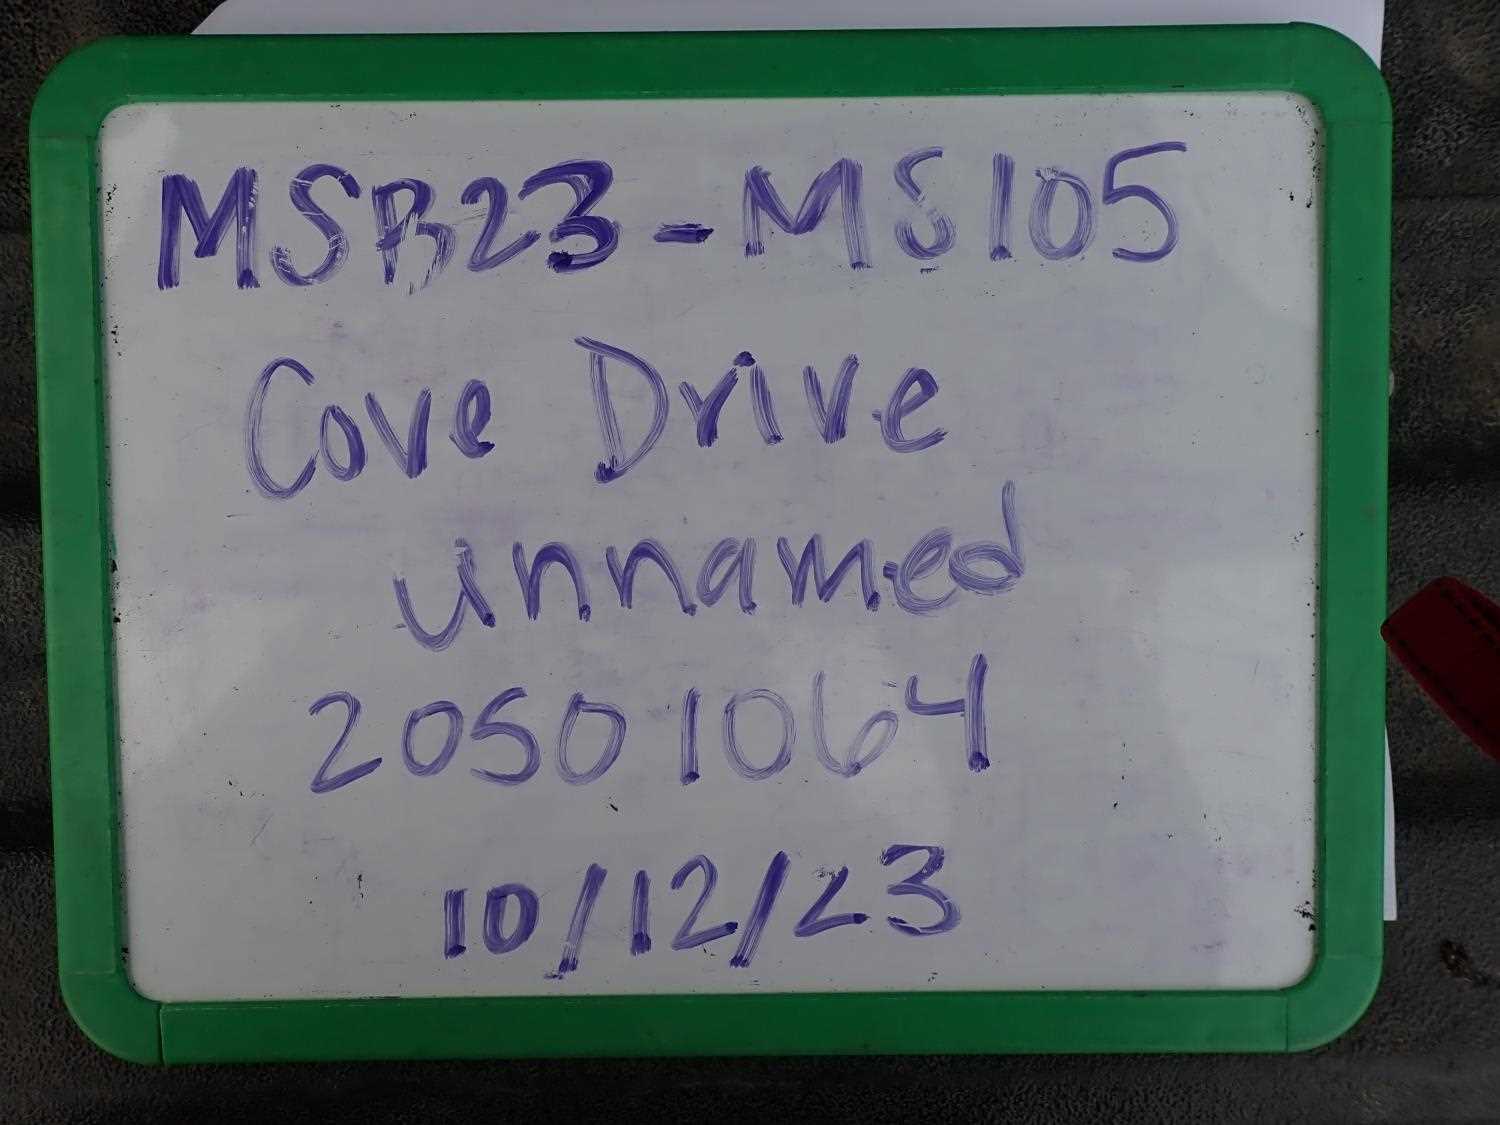 MSB23-MS105
Cove Drive
unnamed
20501064
10/12/23